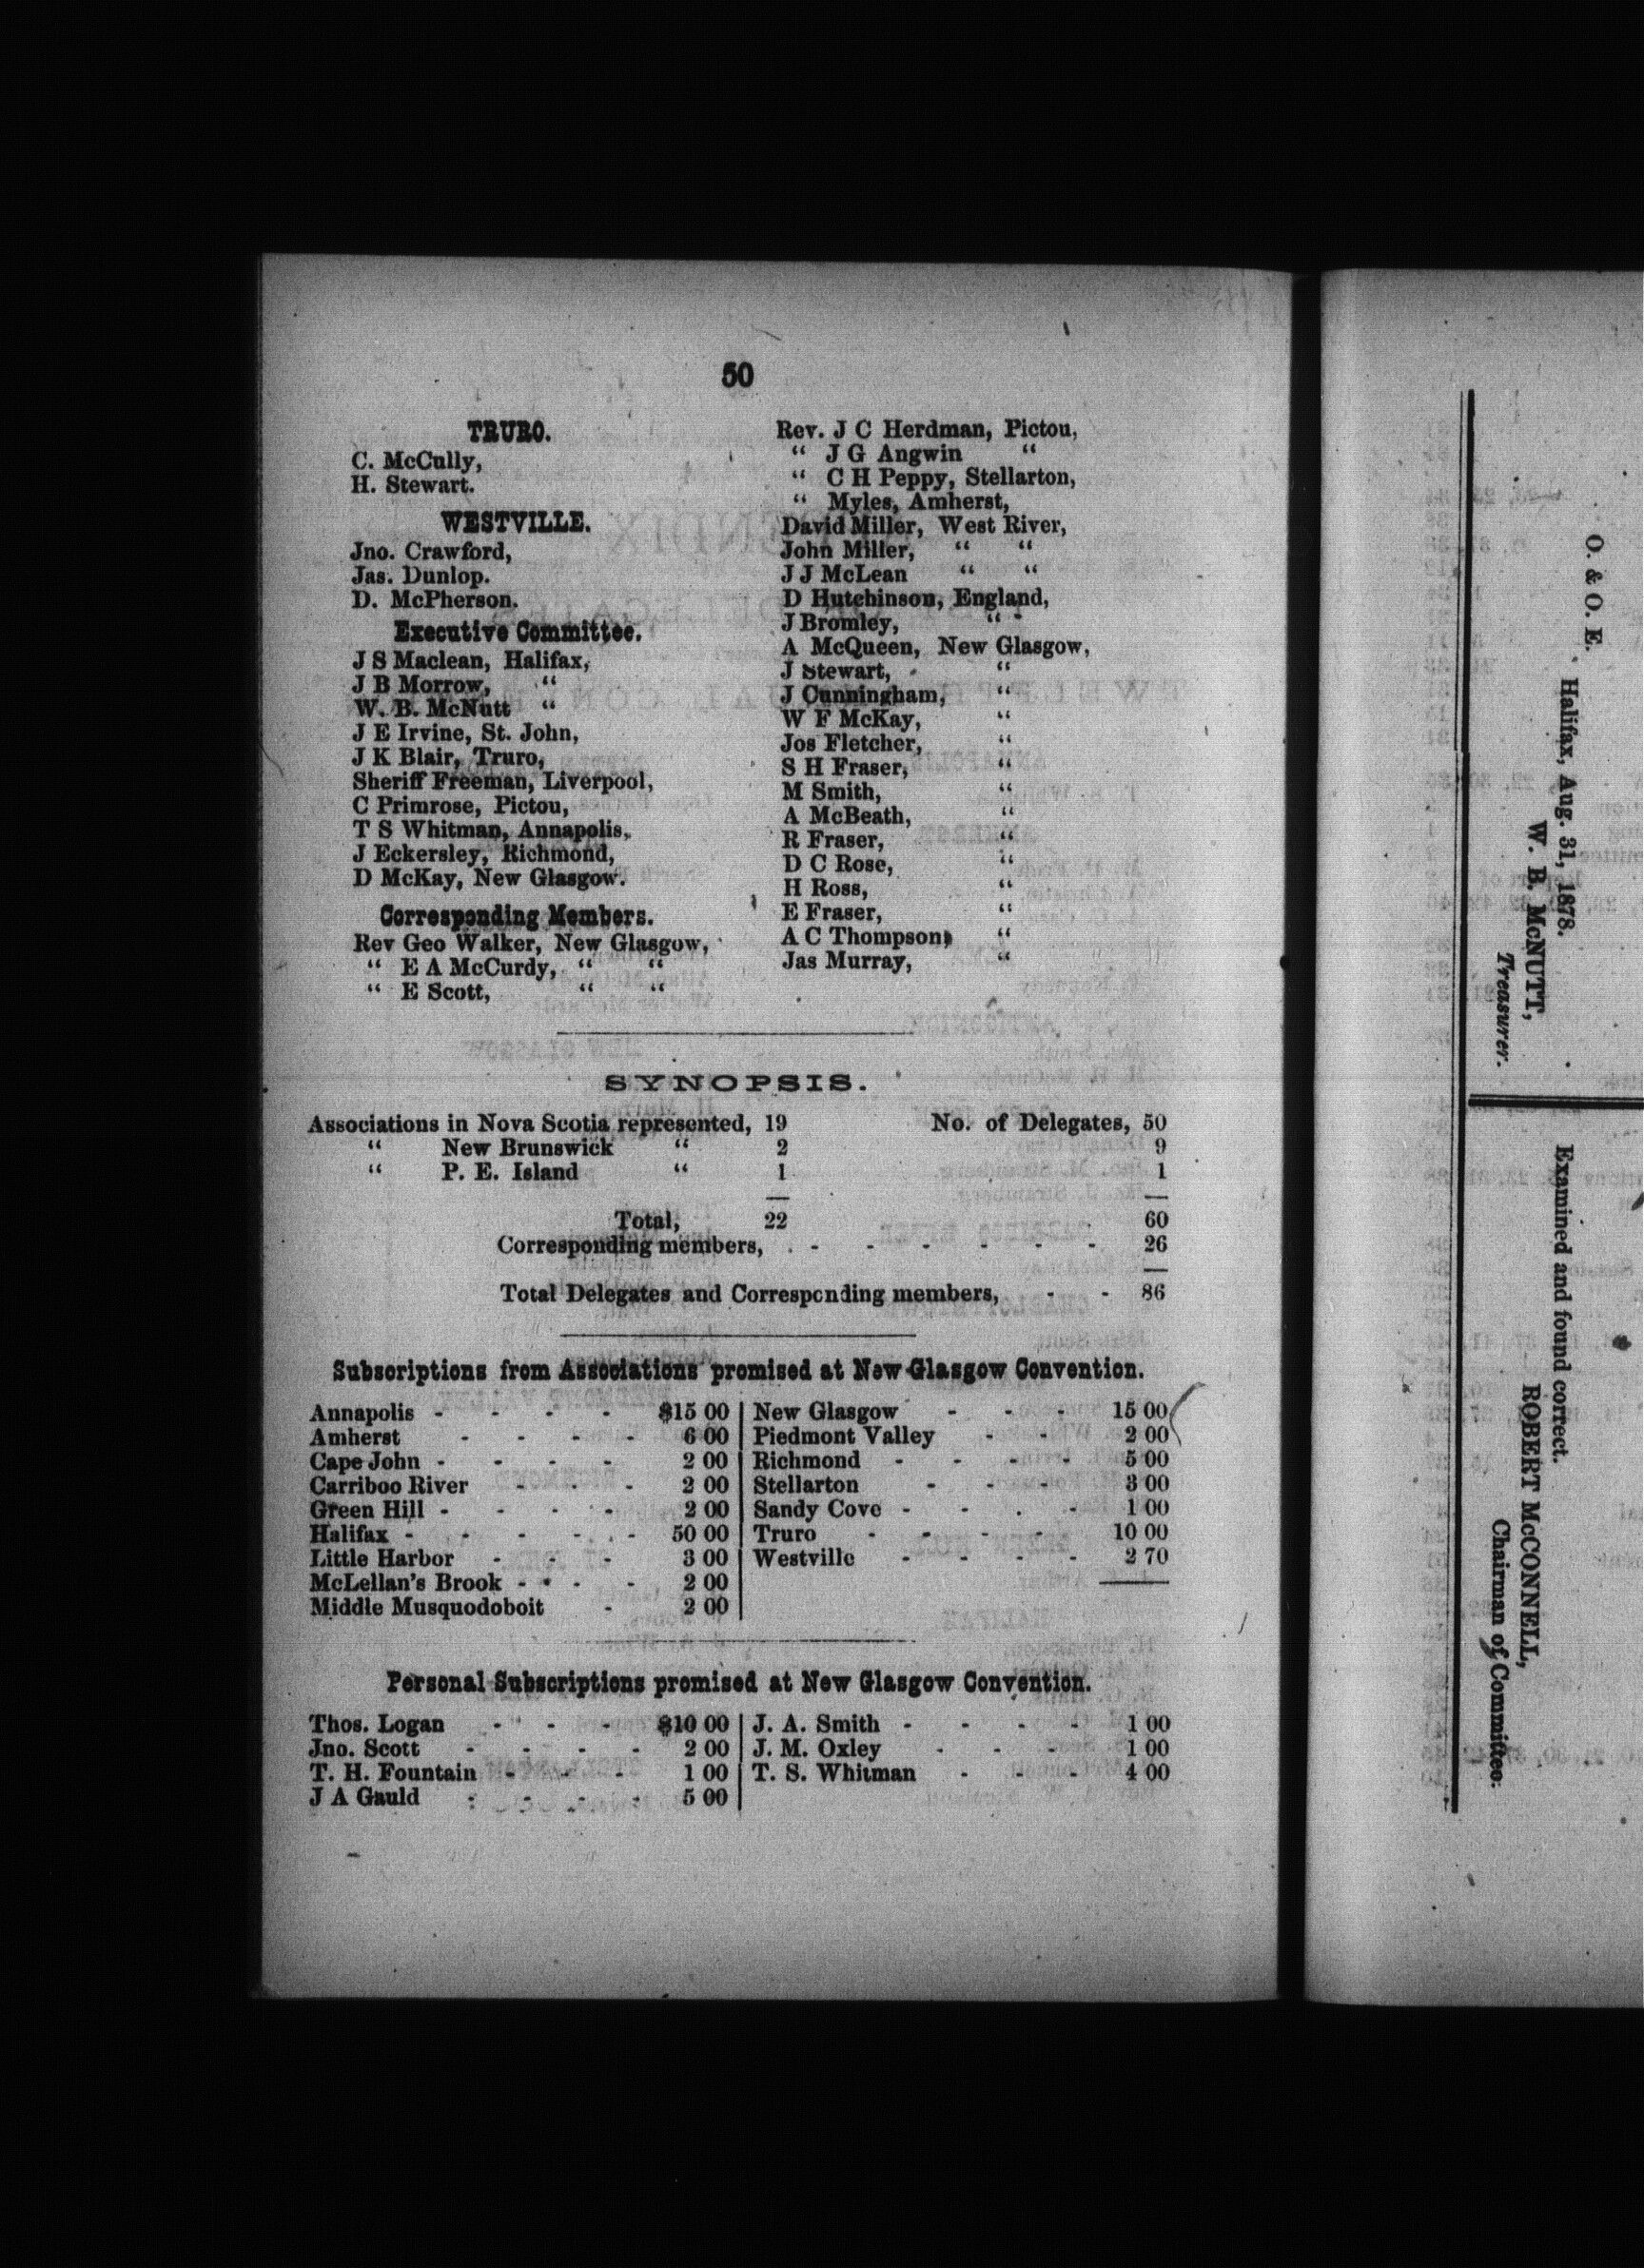 50
TRURO.
C. McCully,
H. Stewart.
WESTVILLE.
Jno. Crawford,
Jas. Dunlop.
D. McPherson.
Executive Committee.
J S Maclean, Halifax,
J B Morrow, “
W. B. McNutt “
J E Irvine, St. John,
J K Blair, Truro,
Sheriff Freeman, Liverpool,
C Primrose, Pictou,
T S Whitman, Annapolis,
J Eckersley, Richmond,
D McKay, New Glasgow.
Corresponding Members.
Rev Geo Walker, New Glasgow,
“ E A McCurdy, “ “
“ E Scott, “ “
Rev. J C Herdman, Pictou,
“ J G Angwin “
“ C H Peppy, Stellarton,
“ Myles, Amherst,
David Miller, West River,
John Miller, “ “
J J McLean “ “
D Hutchinson, England,
J Bromley, “
A McQueen, New Glasgow,
J Stewart, “
J Cunningham, “
W F McKay, “
Jos Fletcher, “
S H Fraser, “
M Smith, “
A McBeath, “
R Fraser, “
D C Rose, “
H Ross, “
E Fraser, “
A C Thompson, “
Jas Murray, “
SYNOPSIS.
Associations in Nova Scotia represented, 19 No. of Delegates, 50
“ New Brunswick “ 2 9
“ P. E. Island “ 1 1
Total, 22 60
Corresponding members, - - - - - - 26
Total Delegates and Corresponding members, - - 86
Subscriptions from Associations promised at New Glasgow Convention.
Annapolis - - - - $15 00
Amherst - - - - 6 00
Cape John - - - - 2 00
Carriboo River - - - 2 00
Green Hill - - - - 2 00
Halifax - - - - - 50 00
Little Harbor - - - 3 00
McLellan's Brook - - - - 2 00
Middle Musquodoboit - 2 00
New Glasgow - - - 15 00
Piedmont Valley - - 2 00
Richmond - - - - 5 00
Stellarton - - - 3 00
Sandy Cove - - - - 1 00
Truro - - - - 10 00
Westville - - - - 2 70
Personal Subscriptions promised at New Glasgow Convention.
Thos. Logan - - - $10 00
Jno. Scott - - - - 2 00
T. H. Fountain - - - 1 00
J A Gauld - - - - 5 00
J. A. Smith - - - - 1 00
J. M. Oxley - - - 1 00
T. S. Whitman - - 4 00
O. & O. E.
Halifax, Aug. 31, 1878.
W. B. McNUTT,
Treasurer.
Examined and found correct.
ROBERT McCONNELL,
Chairman of Committee.